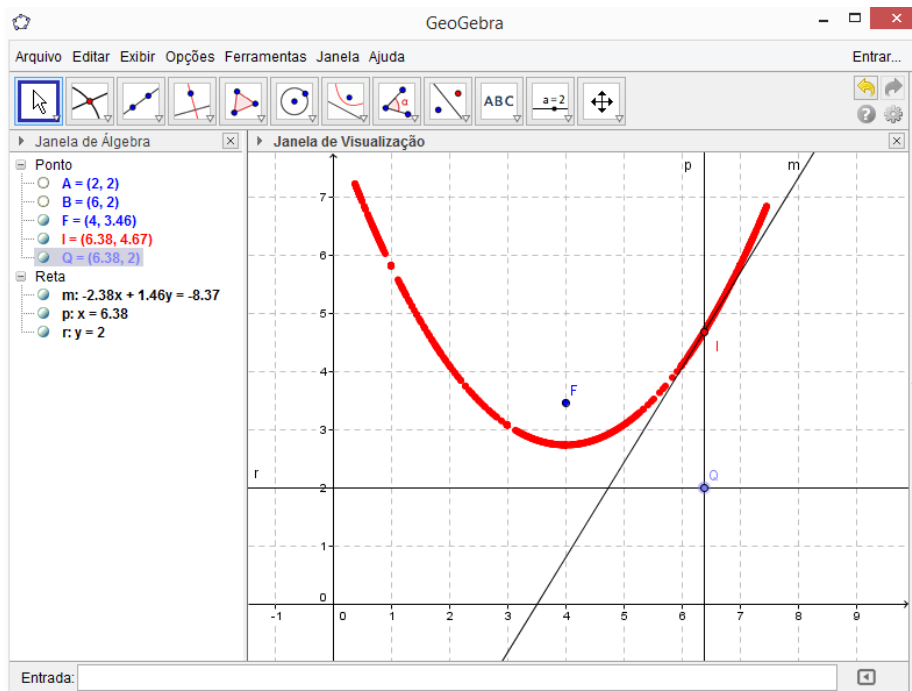 GeoGebra
Arquivo Editar Exibir Opções Ferramentas Janela Ajuda Entrar...
ABC a=2
Janela de Álgebra
Ponto
A = (2, 2)
B = (6, 2)
F = (4, 3.46)
I = (6.38, 4.67)
Q = (6.38, 2)
Reta
m: -2.38x + 1.46y = -8.37
p: x = 6.38
r: y = 2
Janela de Visualização
p m
7
6
5
I
4
F
3
r
Q
2
1
0
-1 0 1 2 3 4 5 6 7 8 9
Entrada: